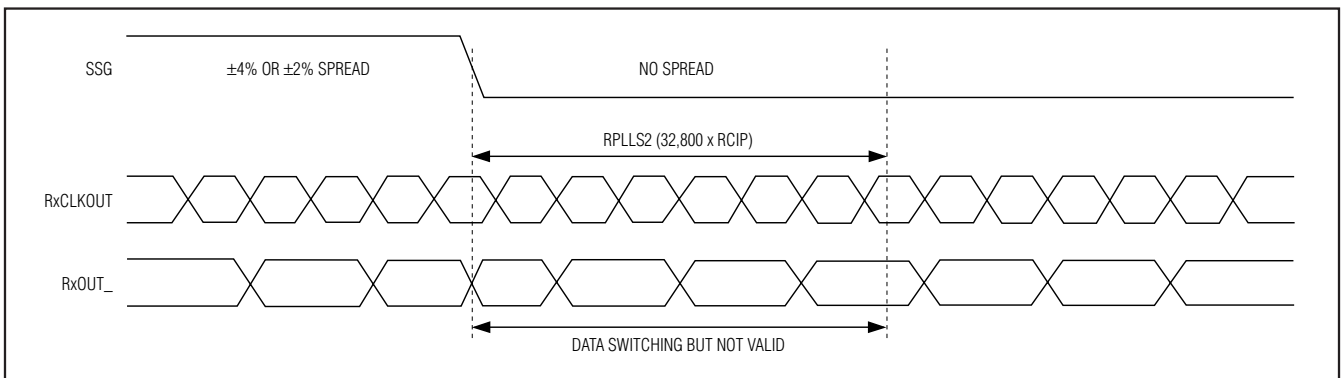 SSG
±4% OR ±2% SPREAD
NO SPREAD
RPLLS2 (32,800 x RCIP)
RxCLKOUT
RxOUT_
DATA SWITCHING BUT NOT VALID